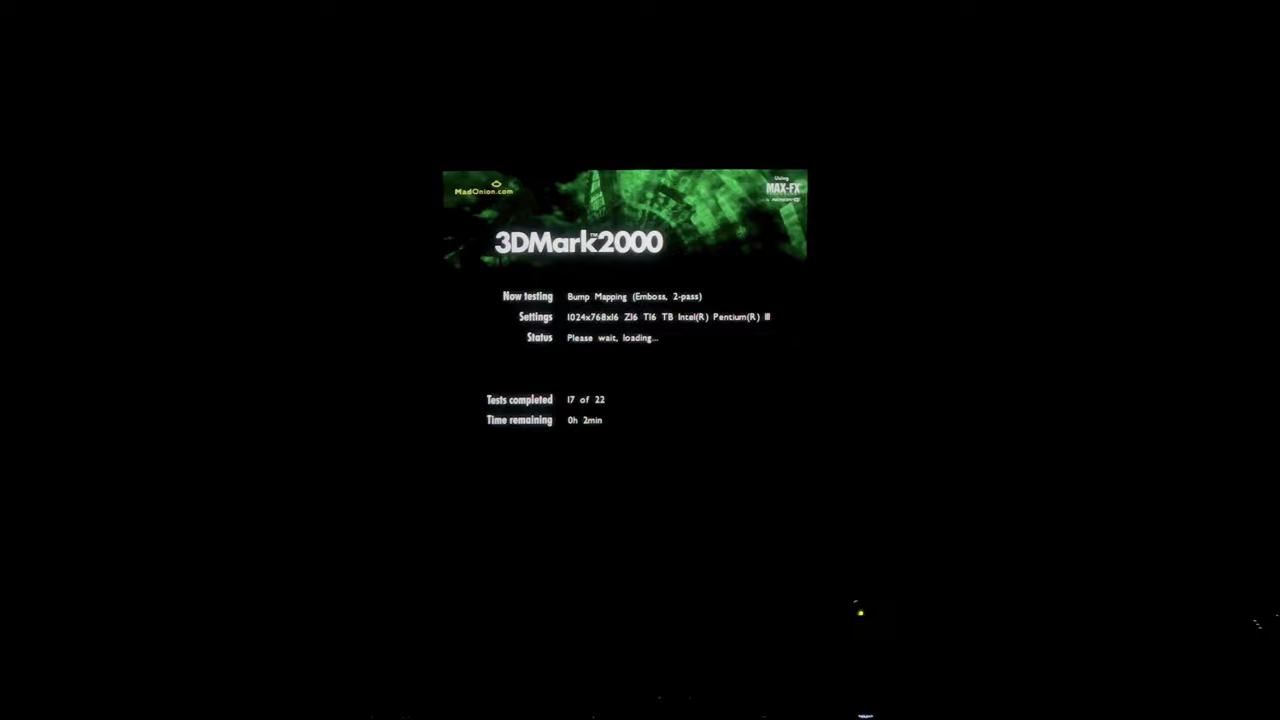 MadOnion.com
Using
MAX-FX
3DMark™2000
Now testing Bump Mapping (Emboss, 2-pass)
Settings 1024x768x16 Z16 T16 TB Intel(R) Pentium(R) III
Status Please wait, loading...
Tests completed 17 of 22
Time remaining 0h 2min